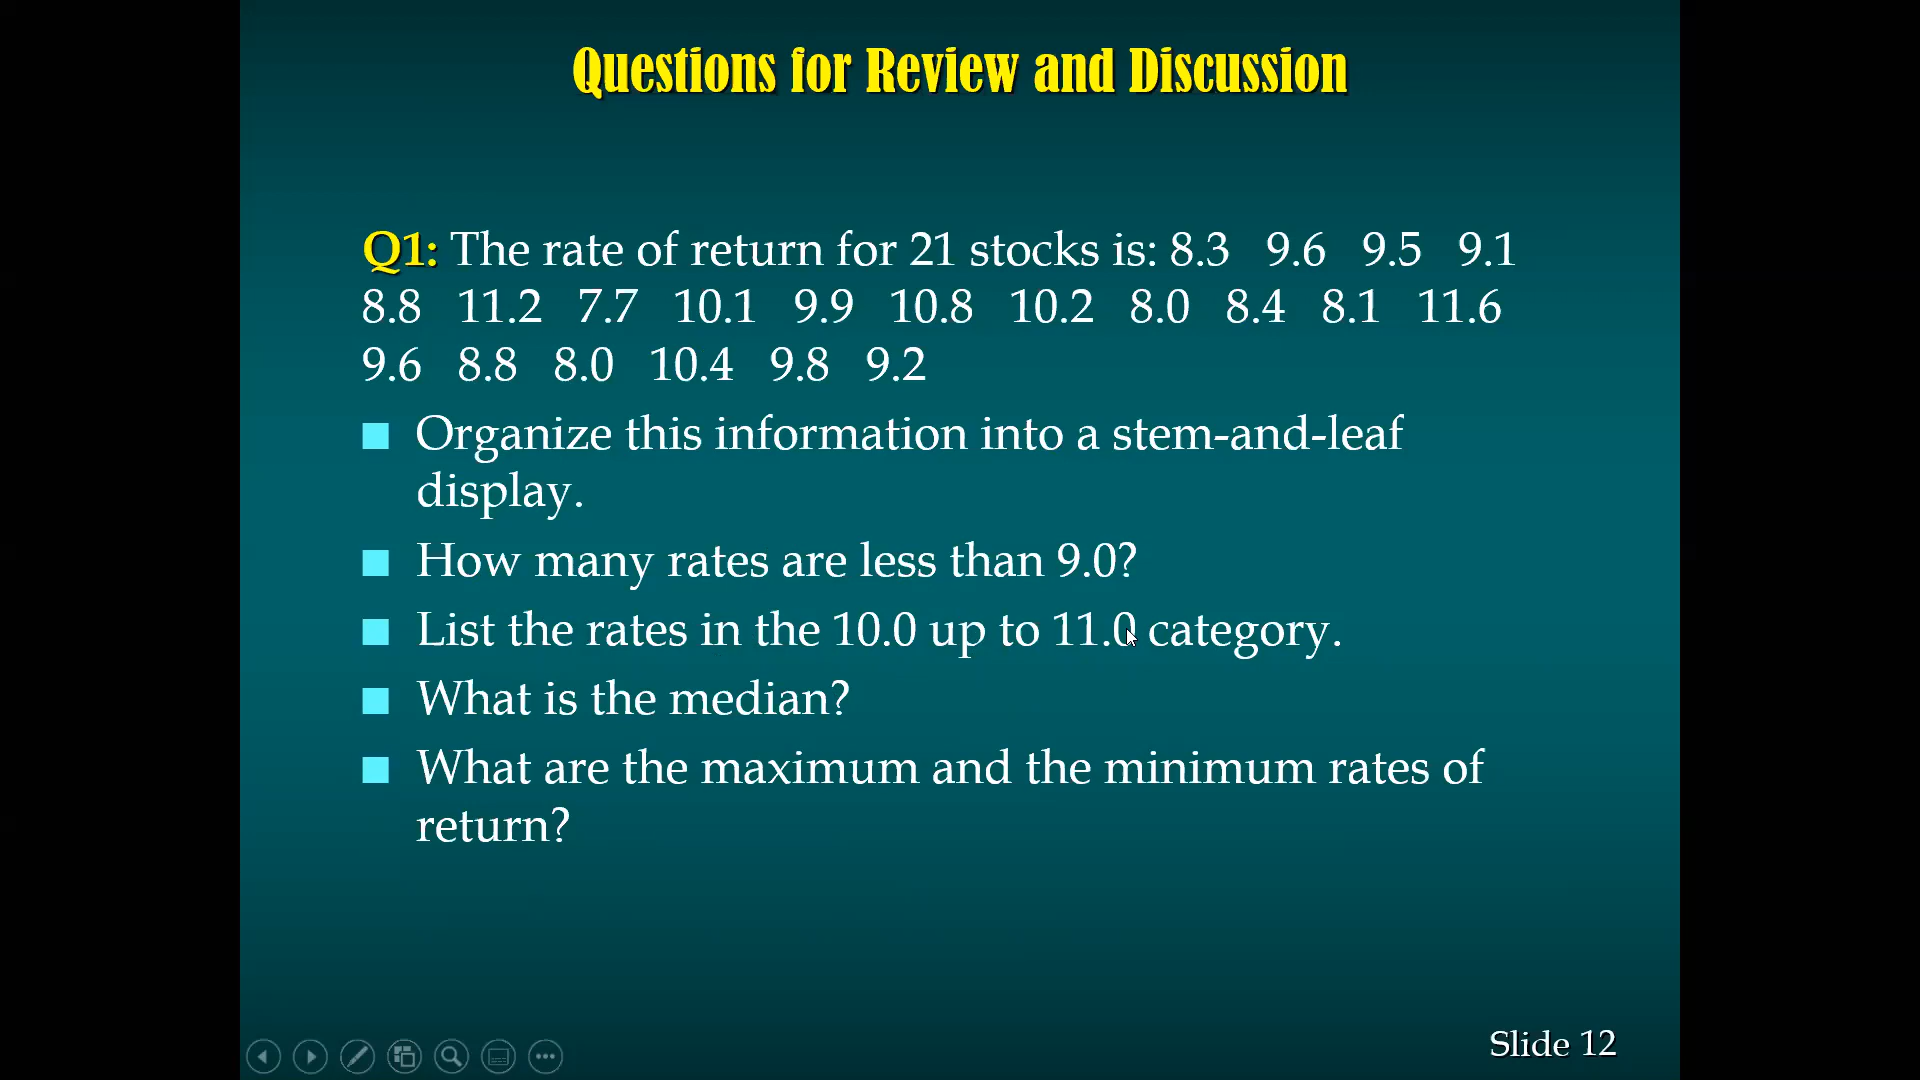 Questions for Review and Discussion
Q1: The rate of return for 21 stocks is: 8.3 9.6 9.5 9.1
8.8 11.2 7.7 10.1 9.9 10.8 10.2 8.0 8.4 8.1 11.6
9.6 8.8 8.0 10.4 9.8 9.2
Organize this information into a stem-and-leaf
display.
How many rates are less than 9.0?
List the rates in the 10.0 up to 11.0 category.
What is the median?
What are the maximum and the minimum rates of
return?
Slide 12